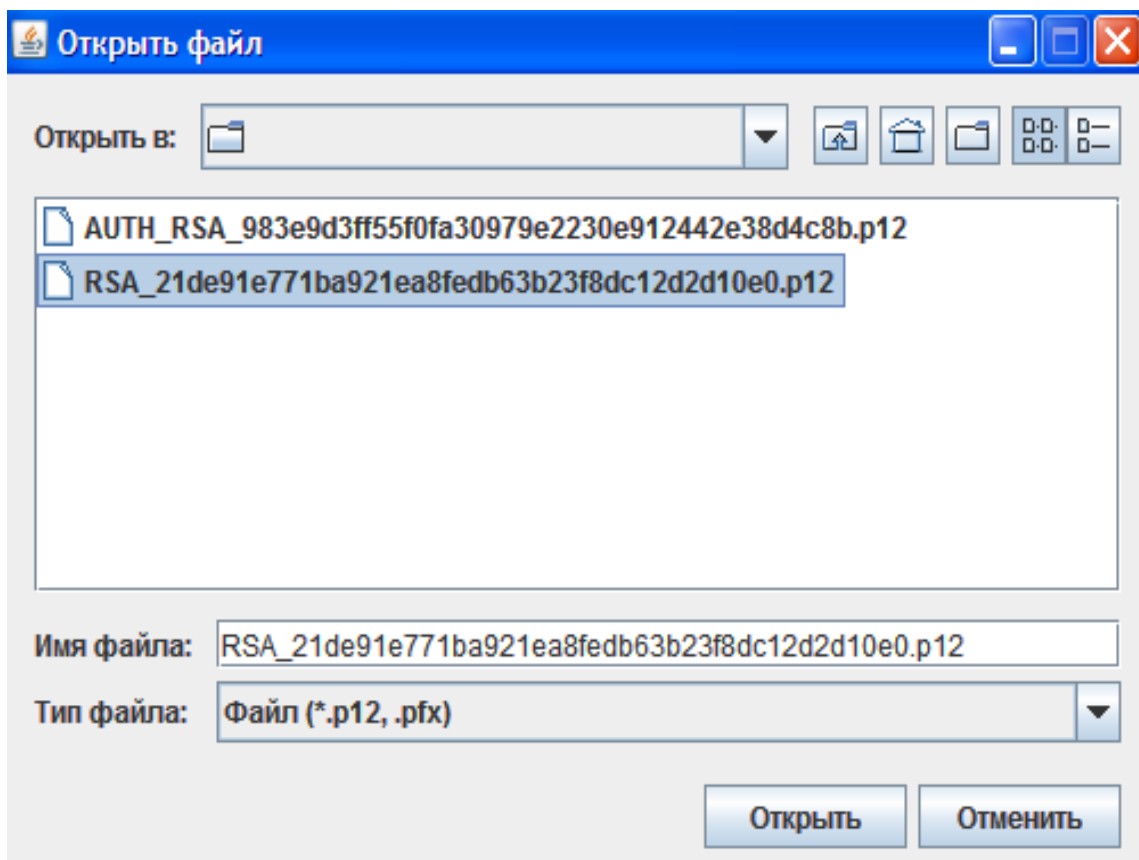 Открыть файл
Открыть в:
AUTH_RSA_983e9d3ff55f0fa30979e2230e912442e38d4c8b.p12
RSA_21de91e771ba921ea8fedb63b23f8dc12d2d10e0.p12
Имя файла: RSA_21de91e771ba921ea8fedb63b23f8dc12d2d10e0.p12
Тип файла: Файл (*.p12, .pfx)
Открыть Отменить